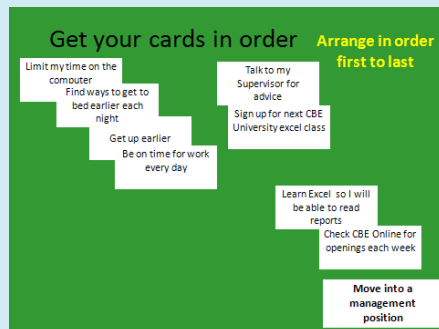 Get your cards in order
Arrange in order
first to last
Limit my time on the
comouter
Find ways to get to
bed earlier each
night
Get up earlier
Be on time for work
every day
Talk to my
Supervisor for
advice
Sign up for next CBE
University excel class
Learn Excel so I will
be able to read
reports
Check CBE Online for
openings each week
Move into a
management
position